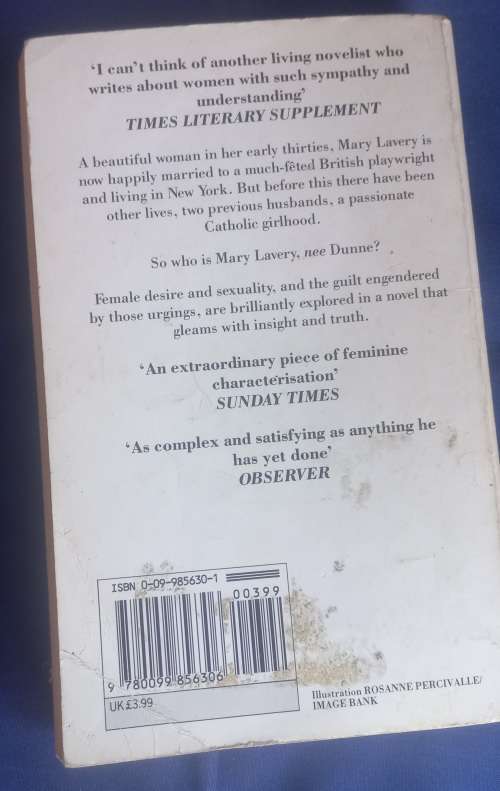 ‘I can’t think of another living novelist who
writes about women with such sympathy and
understanding’
TIMES LITERARY SUPPLEMENT
A beautiful woman in her early thirties, Mary Lavery is
now happily married to a much-fêted British playwright
and living in New York. But before this there have been
other lives, two previous husbands, a passionate
Catholic girlhood.
So who is Mary Lavery, nee Dunne?
Female desire and sexuality, and the guilt engendered
by those urgings, are brilliantly explored in a novel that
gleams with insight and truth.
‘An extraordinary piece of feminine
characterisation’
SUNDAY TIMES
‘As complex and satisfying as anything he
has yet done’
OBSERVER
ISBN 0-09-985630-1
00399
9 780099 856306
UK £3.99
Illustration ROSANNE PERCIVALLE/
IMAGE BANK